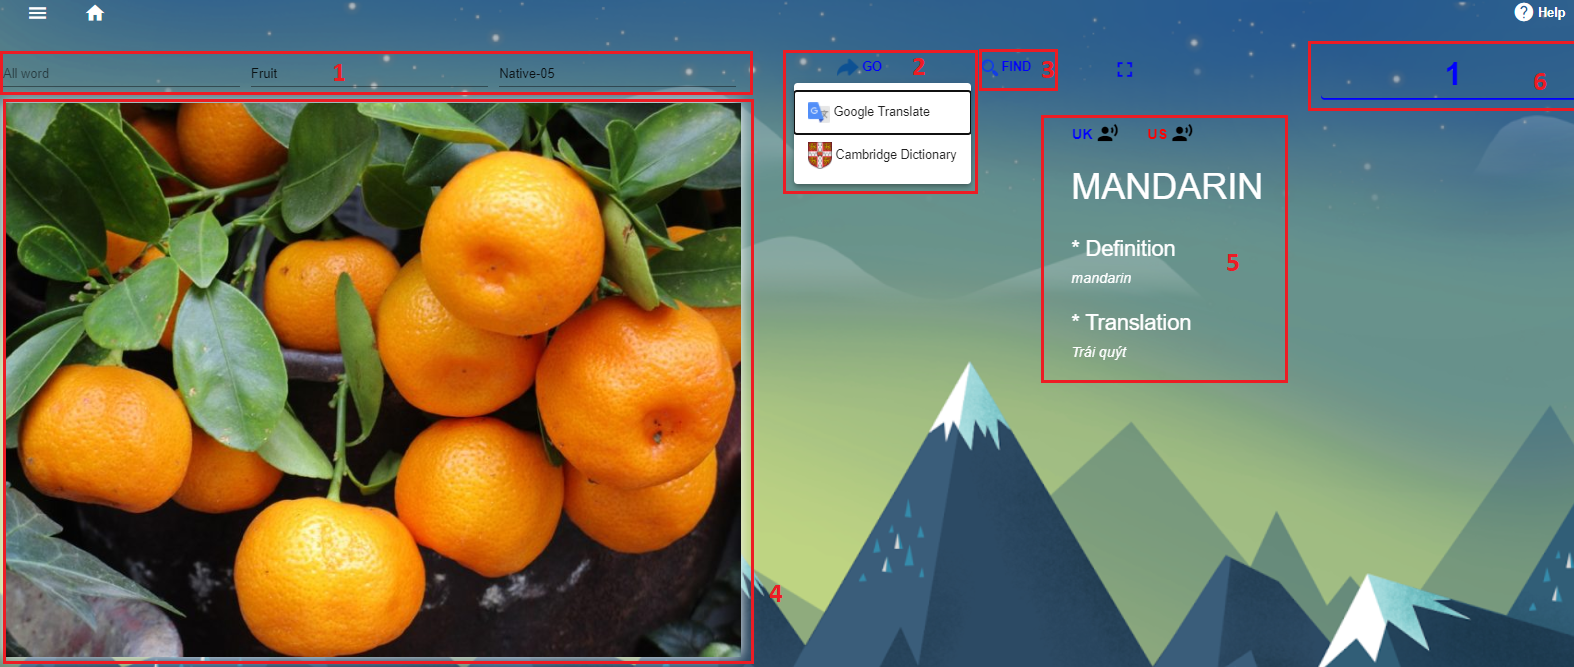 Help
All word
Fruit
1
Native-05
GO
2
FIND
3
1
6
Google Translate
Cambridge Dictionary
UK
US
MANDARIN
* Definition
mandarin
5
* Translation
Trái quýt
4